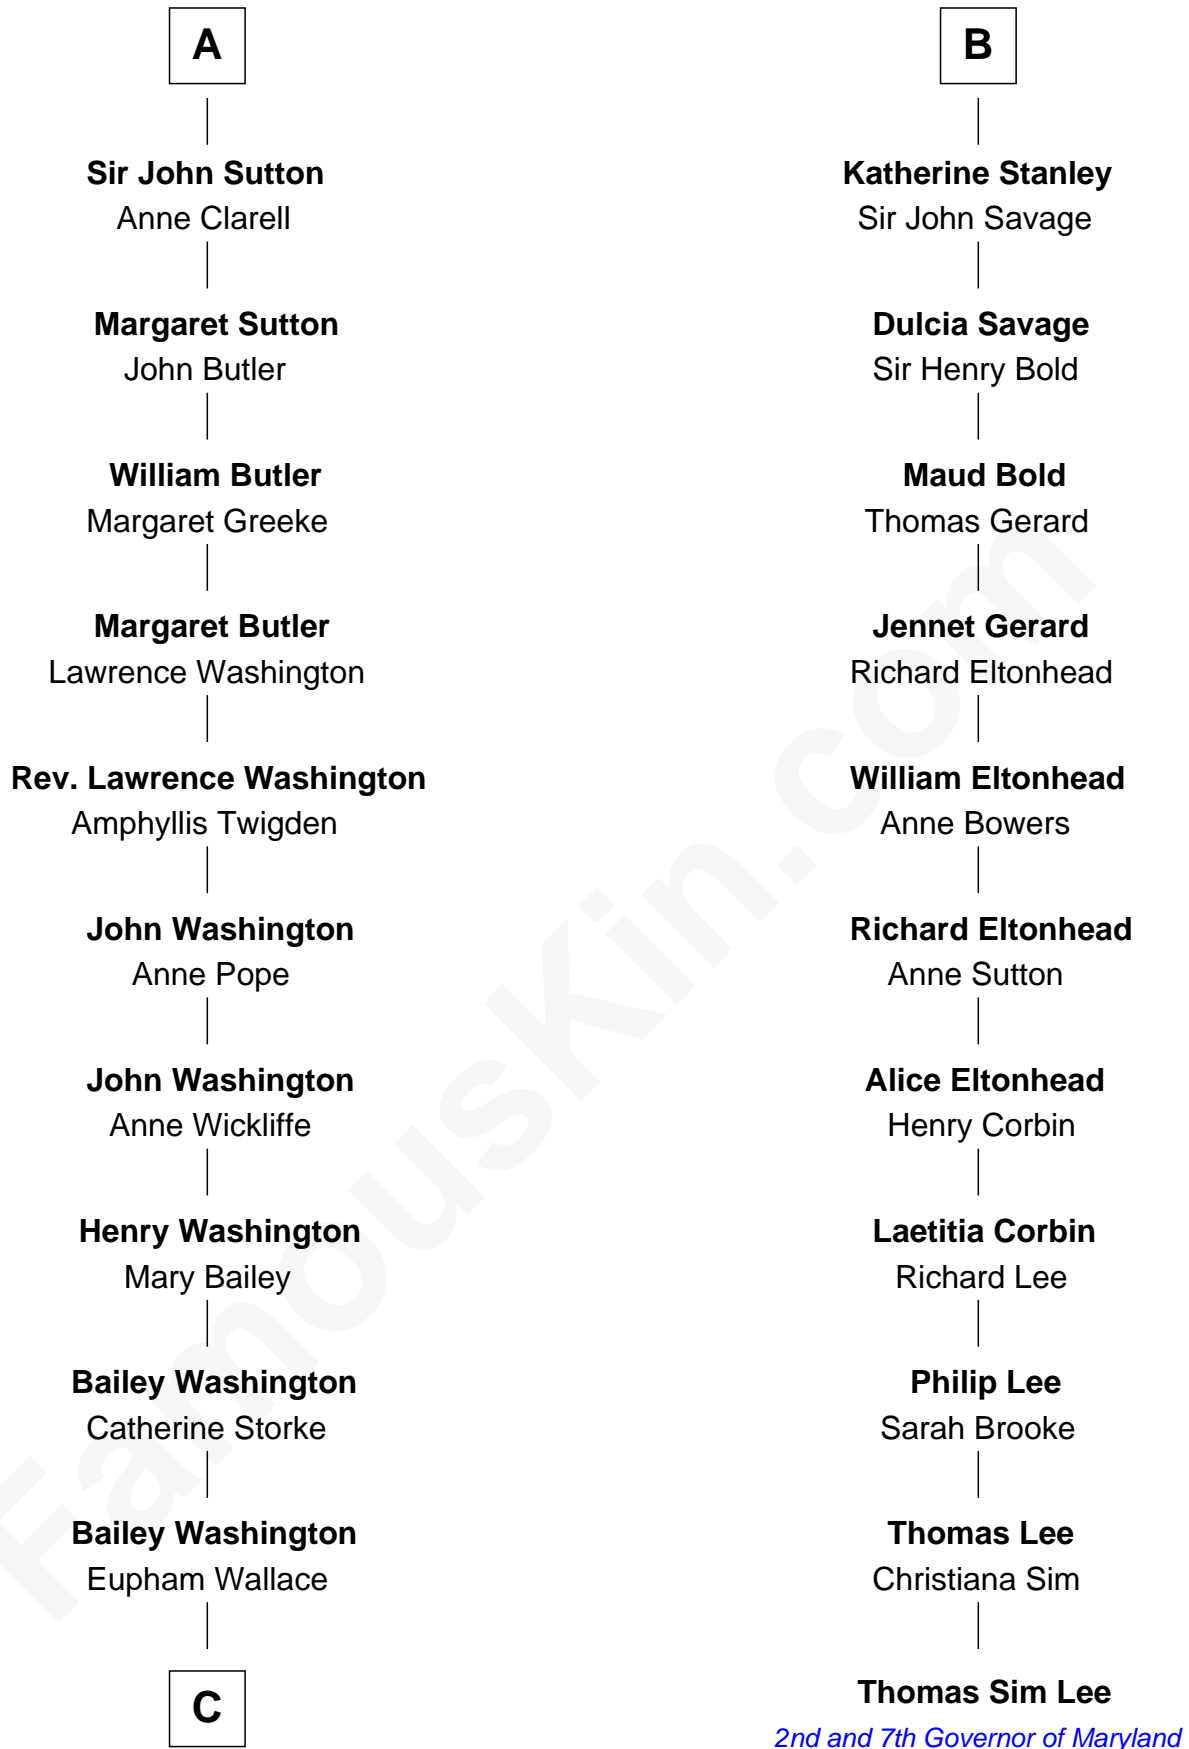 A
Sir John Sutton
Anne Clarell
Margaret Sutton
John Butler
William Butler
Margaret Greeke
Margaret Butler
Lawrence Washington
Rev. Lawrence Washington
Amphyllis Twigden
John Washington
Anne Pope
John Washington
Anne Wickliffe
Henry Washington
Mary Bailey
Bailey Washington
Catherine Storke
Bailey Washington
Eupham Wallace
C
B
Katherine Stanley
Sir John Savage
Dulcia Savage
Sir Henry Bold
Maud Bold
Thomas Gerard
Jennet Gerard
Richard Eltonhead
William Eltonhead
Anne Bowers
Richard Eltonhead
Anne Sutton
Alice Eltonhead
Henry Corbin
Laetitia Corbin
Richard Lee
Philip Lee
Sarah Brooke
Thomas Lee
Christiana Sim
Thomas Sim Lee
2nd and 7th Governor of Maryland
FamousKin.com